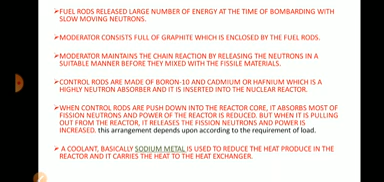 ➢FUEL RODS RELEASED LARGE NUMBER OF ENERGY AT THE TIME OF BOMBARDING WITH
SLOW MOVING NEUTRONS.
➢MODERATOR CONSISTS FULL OF GRAPHITE WHICH IS ENCLOSED BY THE FUEL RODS.
➢MODERATOR MAINTAINS THE CHAIN REACTION BY RELEASING THE NEUTRONS IN A
SUITABLE MANNER BEFORE THEY MIXED WITH THE FISSILE MATERIALS.
➢CONTROL RODS ARE MADE OF BORON-10 AND CADMIUM OR HAFNIUM WHICH IS A
HIGHLY NEUTRON ABSORBER AND IT IS INSERTED INTO THE NUCLEAR REACTOR.
➢WHEN CONTROL RODS ARE PUSH DOWN INTO THE REACTOR CORE, IT ABSORBS MOST OF
FISSION NEUTRONS AND POWER OF THE REACTOR IS REDUCED. BUT WHEN IT IS PULLING
OUT FROM THE REACTOR, IT RELEASES THE FISSION NEUTRONS AND POWER IS
INCREASED. this arrangement depends upon according to the requirement of load.
➢ A COOLANT, BASICALLY SODIUM METAL IS USED TO REDUCE THE HEAT PRODUCE IN THE
REACTOR AND IT CARRIES THE HEAT TO THE HEAT EXCHANGER.